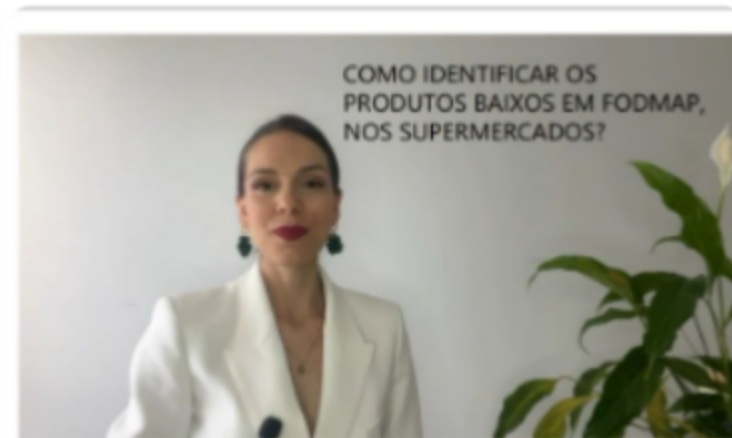 COMO IDENTIFICAR OS
PRODUTOS BAIXOS EM FODMAP,
NOS SUPERMERCADOS?